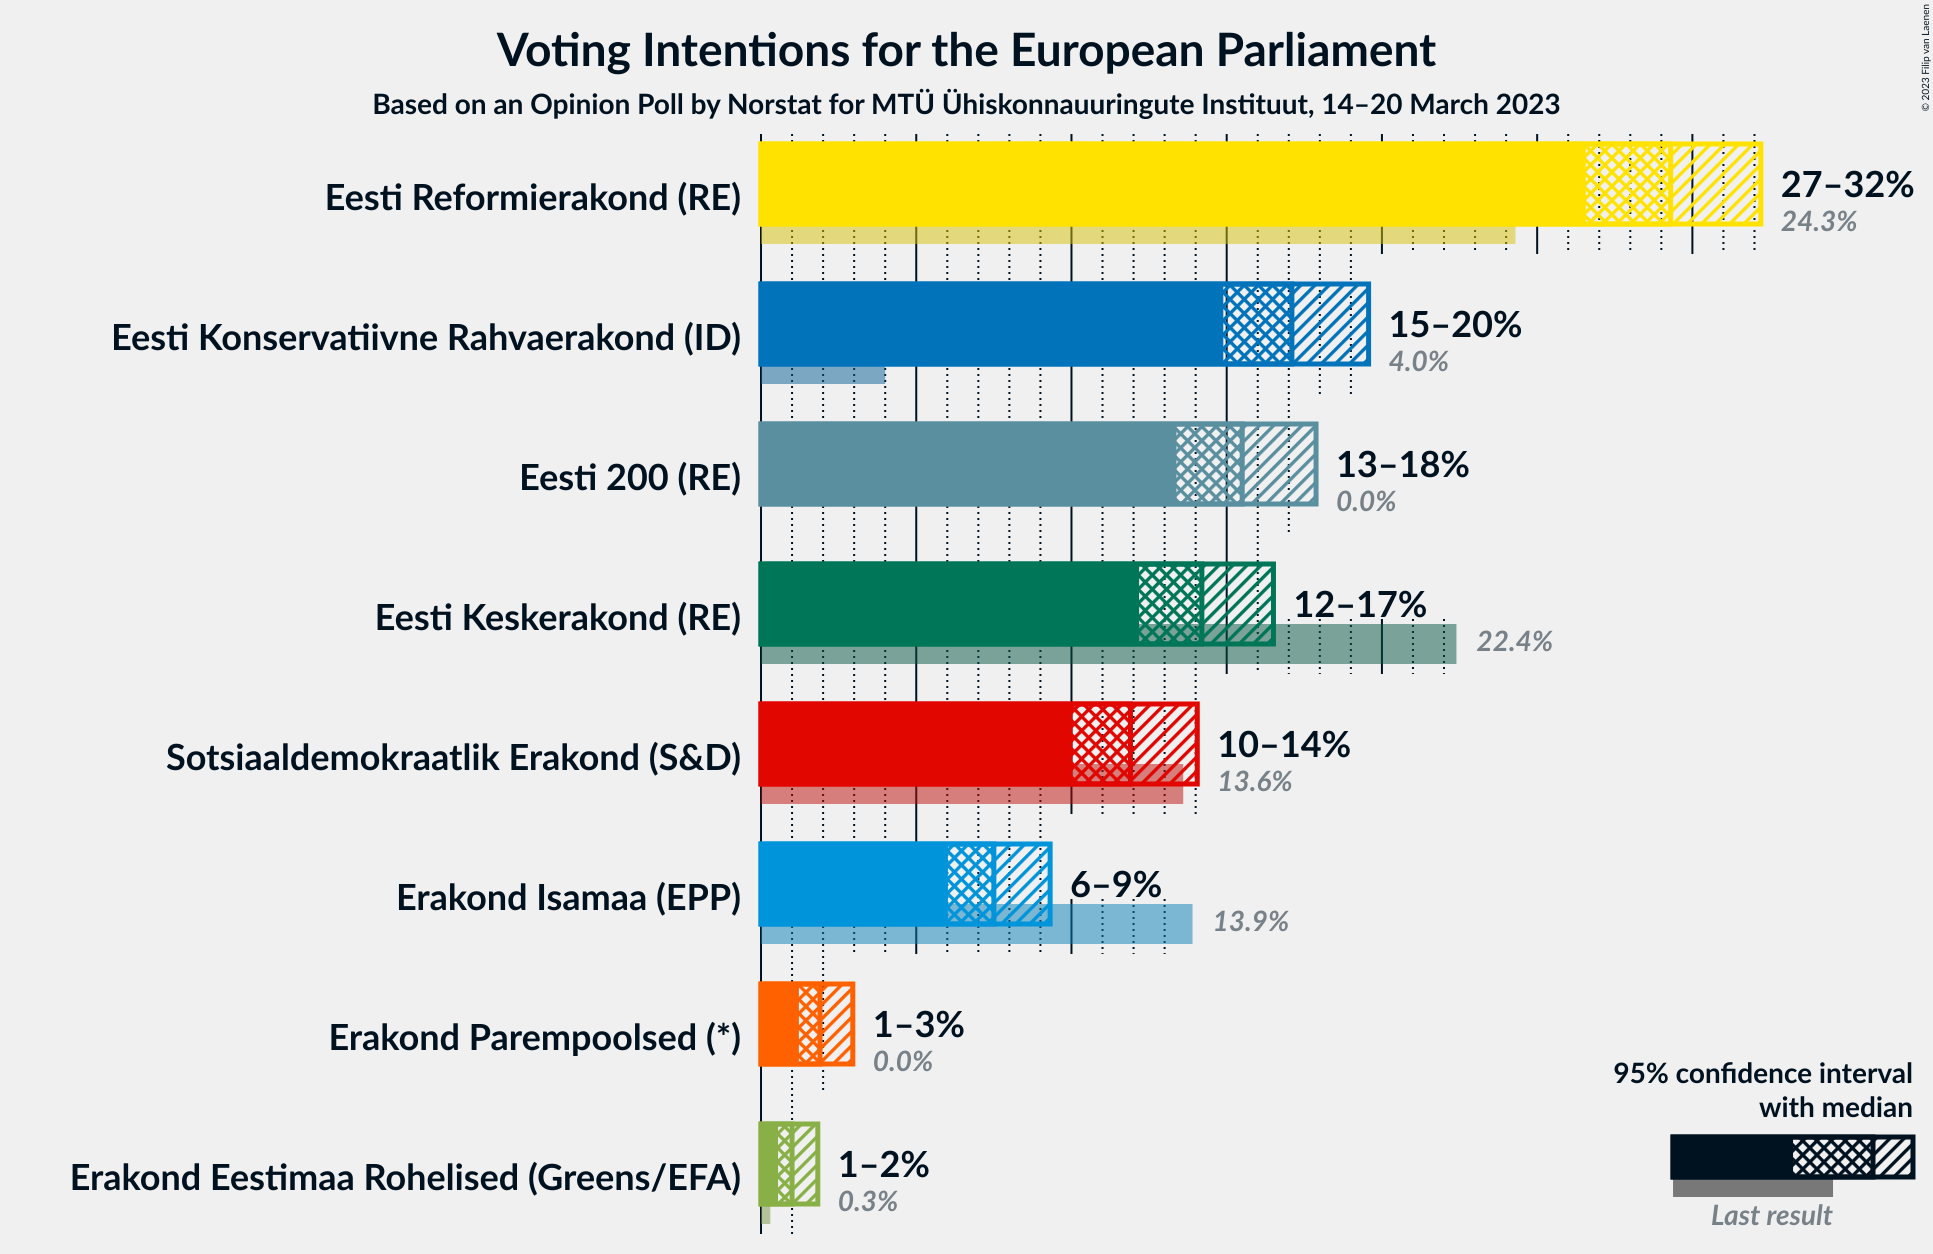 Voting Intentions for the European Parliament
Based on an Opinion Poll by Norstat for MTÜ Ühiskonnauuringute Instituut, 14–20 March 2023
© 2023 Filip van Laenen
Eesti Reformierakond (RE)
27–32%
24.3%
Eesti Konservatiivne Rahvaerakond (ID)
15–20%
4.0%
Eesti 200 (RE)
13–18%
0.0%
Eesti Keskerakond (RE)
12–17%
22.4%
Sotsiaaldemokraatlik Erakond (S&D)
10–14%
13.6%
Erakond Isamaa (EPP)
6–9%
13.9%
Erakond Parempoolsed (*)
1–3%
0.0%
Erakond Eestimaa Rohelised (Greens/EFA)
1–2%
0.3%
95% confidence interval
with median
Last result